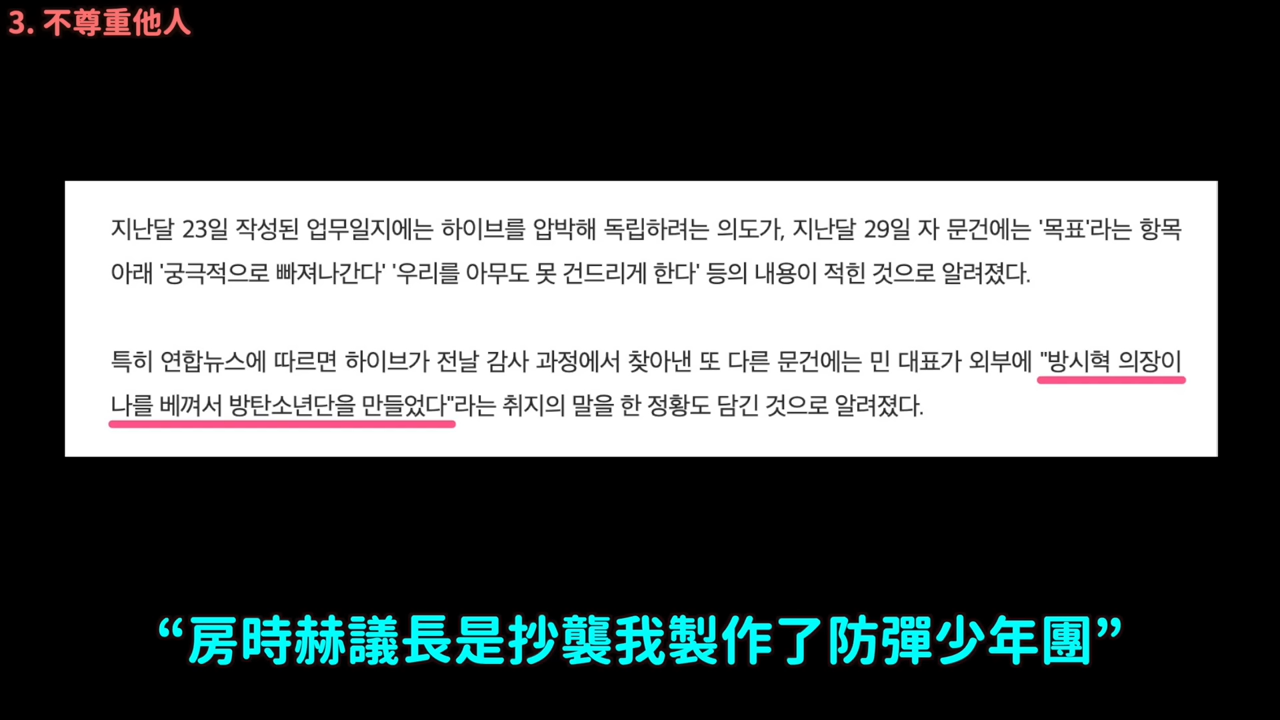 3. 不尊重他人
지난달 23일 작성된 업무일지에는 하이브를 압박해 독립하려는 의도가, 지난달 29일 자 문건에는 '목표'라는 항목
아래 '궁극적으로 빠져나간다' '우리를 아무도 못 건드리게 한다' 등의 내용이 적힌 것으로 알려졌다.
특히 연합뉴스에 따르면 하이브가 전날 감사 과정에서 찾아낸 또 다른 문건에는 민 대표가 외부에 "방시혁 의장이
나를 베껴서 방탄소년단을 만들었다"라는 취지의 말을 한 정황도 담긴 것으로 알려졌다.
“房時赫議長是抄襲我製作了防彈少年團”